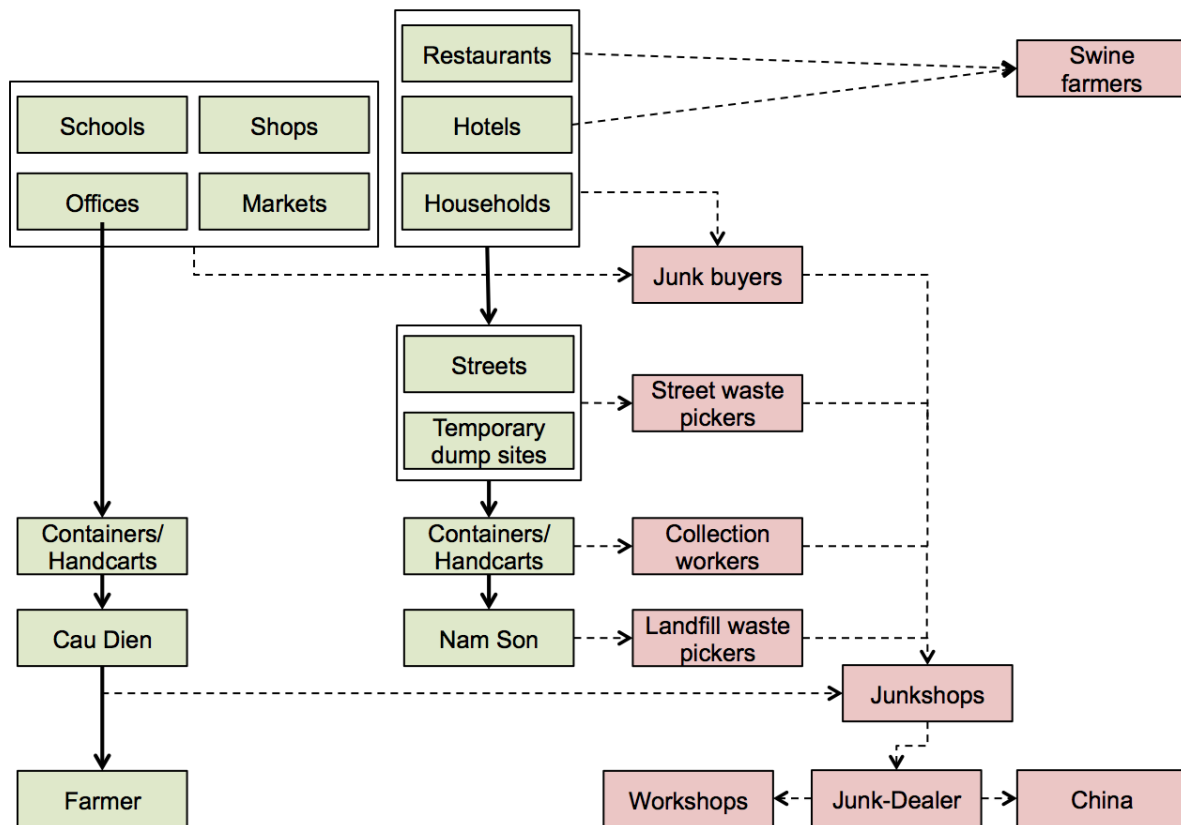 Restaurants
Swine
farmers
Schools
Shops
Hotels
Offices
Markets
Households
Junk buyers
Streets
Street waste
pickers
Temporary
dump sites
Containers/
Handcarts
Containers/
Handcarts
Collection
workers
Cau Dien
Nam Son
Landfill waste
pickers
Junkshops
Farmer
Workshops
Junk-Dealer
China